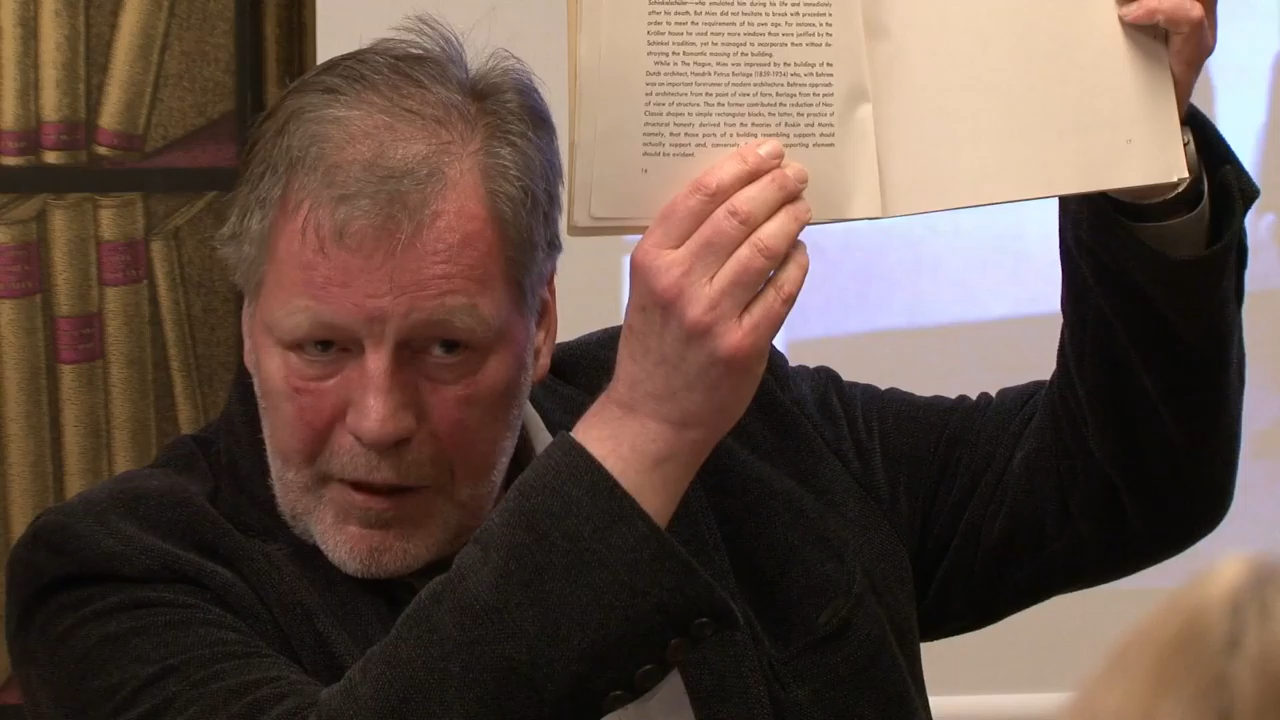 Schinkelschüler—who emulated him during his life and immediately
after his death. But Mies did not hesitate to break with precedent in
order to meet the requirements of his own age. For instance, in the
Kröller house he used many more windows than were justified by the
Schinkel tradition, yet he managed to incorporate them without de-
stroying the Romantic massing of the building.
While in The Hague, Mies was impressed by the buildings of the
Dutch architect, Hendrik Petrus Berlage (1859-1934) who, with Behrens
was an important forerunner of modern architecture. Behrens approach-
ed architecture from the point of view of form, Berlage from the point
of view of structure. Thus the former contributed the reduction of Neo-
Classic shapes to simple rectangular blocks, the latter, the practice of
structural honesty derived from the theories of Ruskin and Morris
namely, that those parts of a building resembling supports should
actually support and, conversely upporting elements
should be evident.
16
17